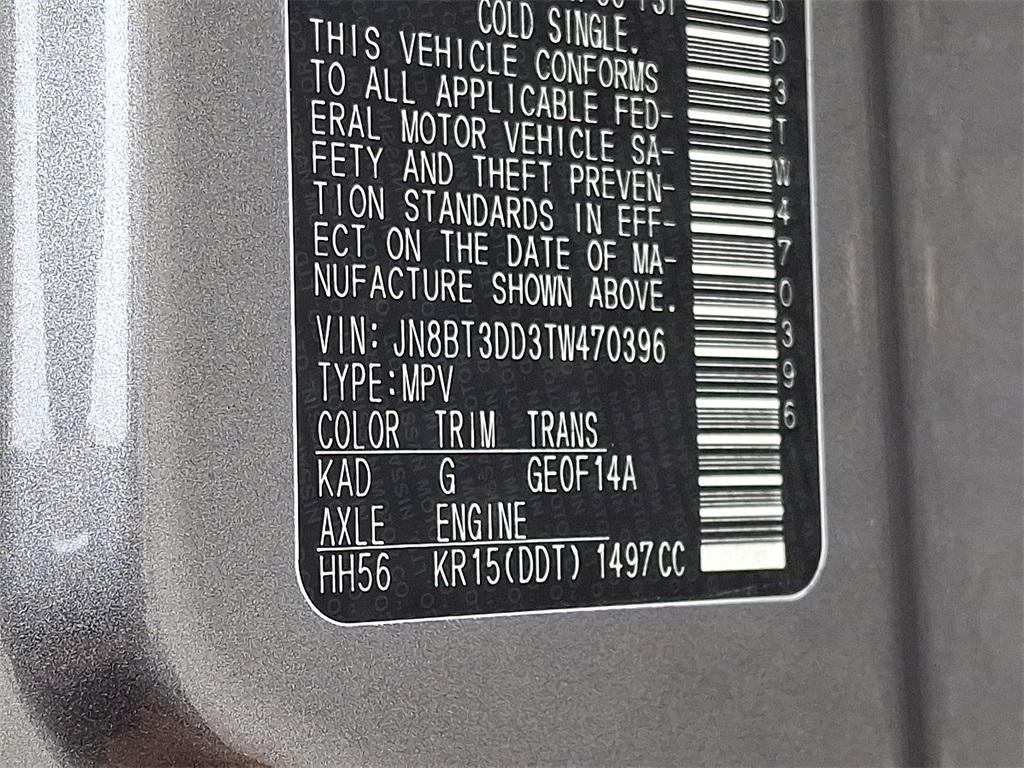 COLD SINGLE.
THIS VEHICLE CONFORMS
TO ALL APPLICABLE FED-
ERAL MOTOR VEHICLE SA-
FETY AND THEFT PREVEN-
TION STANDARDS IN EFF-
ECT ON THE DATE OF MA-
NUFACTURE SHOWN ABOVE.
VIN: JN8BT3DD3TW470396
TYPE:MPV
COLOR TRIM TRANS
KAD G GE0F14A
AXLE ENGINE
HH56 KR15(DDT) 1497CC
DD3TW470396